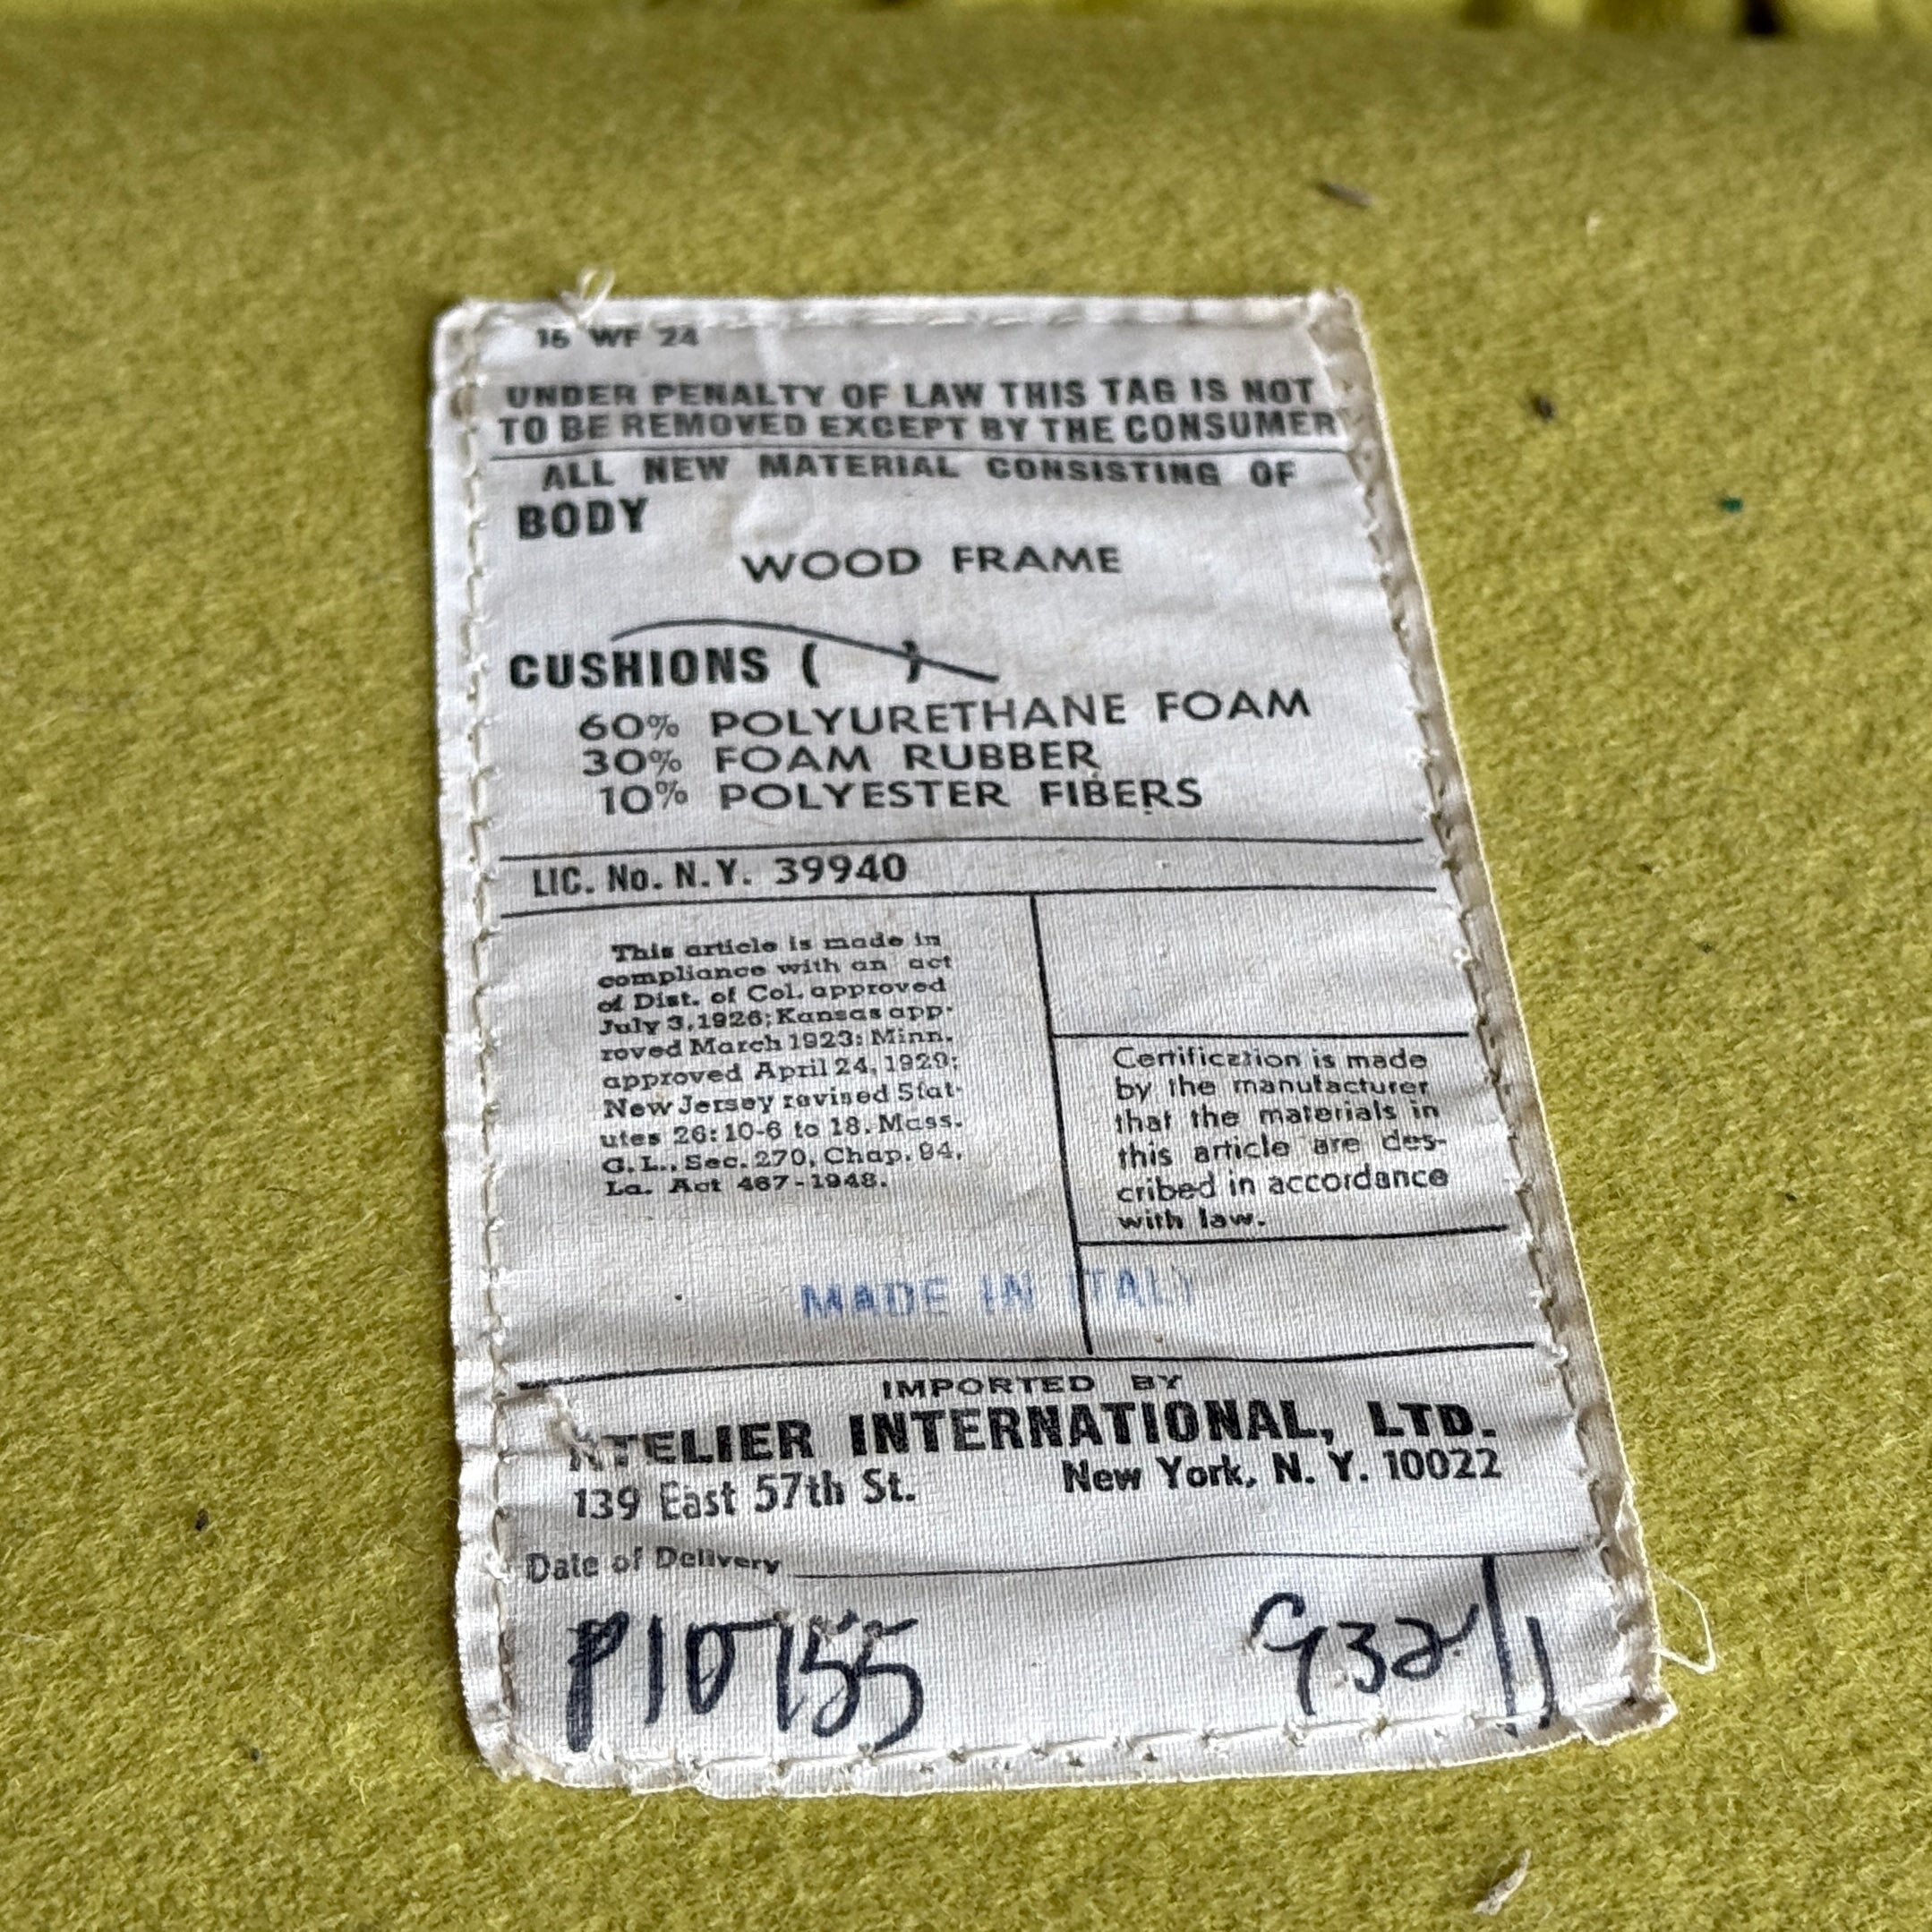 16 WF 24
UNDER PENALTY OF LAW THIS TAG IS NOT
TO BE REMOVED EXCEPT BY THE CONSUMER
ALL NEW MATERIAL CONSISTING OF
BODY
WOOD FRAME
CUSHIONS ( )
60% POLYURETHANE FOAM
30% FOAM RUBBER
10% POLYESTER FIBERS
LIC. No. N.Y. 39940
This article is made in
compliance with an act
of Dist. of Col. approved
July 3, 1926; Kansas app-
roved March 1923; Minn.
approved April 24, 1929;
New Jersey revised Stat-
utes 26:10-6 to 18. Mass.
G.L., Sec. 270, Chap. 94,
La. Act 467-1948.
Certification is made
by the manufacturer
that the materials in
this article are des-
cribed in accordance
with law.
MADE IN ITALY
IMPORTED BY
ATELIER INTERNATIONAL, LTD.
139 East 57th St. New York, N. Y. 10022
Date of Delivery
P10755